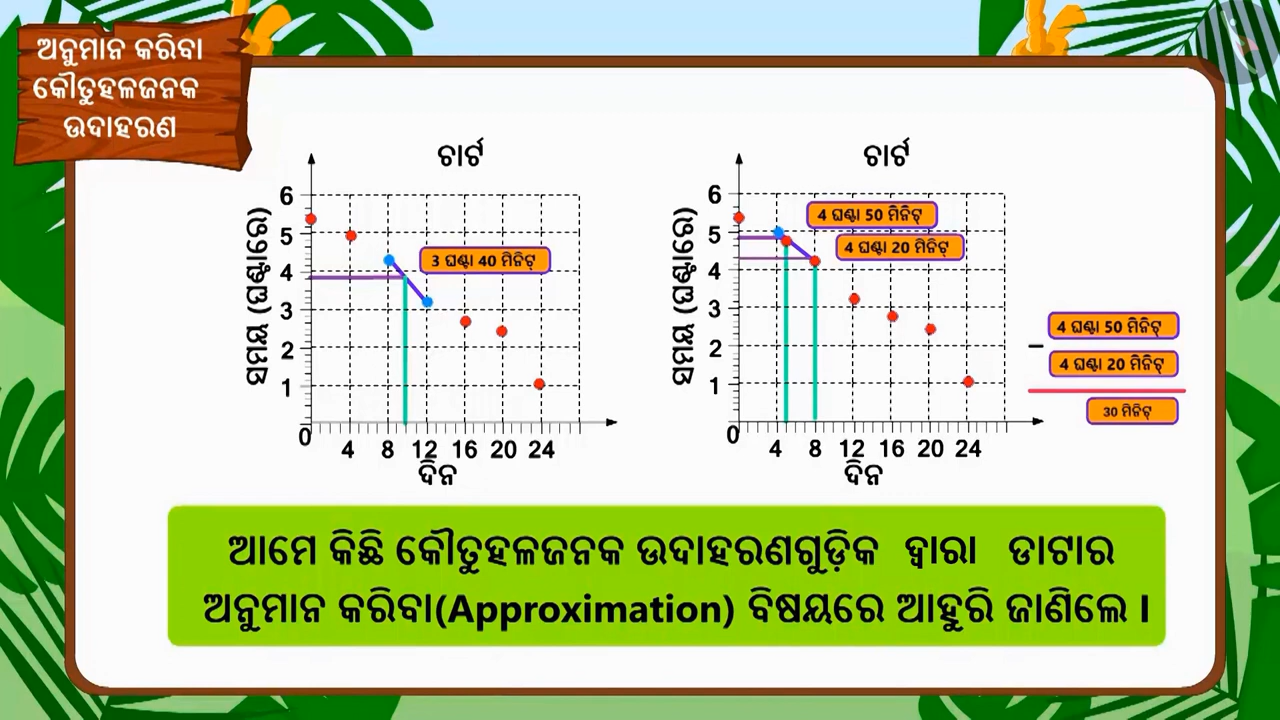 ଅନୁମାନ କରିବା
କୌତୁହଳଜନକ
ଉଦାହରଣ
ଚାର୍ଟ
ସମୟ (ଘଣ୍ଟାରେ)
6
5
4
3
2
1
0
4 8 12 16 20 24
ଦିନ
3 ଘଣ୍ଟା 40 ମିନିଟ୍
ଚାର୍ଟ
ସମୟ (ଘଣ୍ଟାରେ)
6
5
4
3
2
1
0
4 8 12 16 20 24
ଦିନ
4 ଘଣ୍ଟା 50 ମିନିଟ୍
4 ଘଣ୍ଟା 20 ମିନିଟ୍
4 ଘଣ୍ଟା 50 ମିନିଟ୍
– 4 ଘଣ୍ଟା 20 ମିନିଟ୍
30 ମିନିଟ୍
ଆମେ କିଛି କୌତୁହଳଜନକ ଉଦାହରଣଗୁଡ଼ିକ ଦ୍ୱାରା ଡାଟାର
ଅନୁମାନ କରିବା(Approximation) ବିଷୟରେ ଆହୁରି ଜାଣିଲେ ।